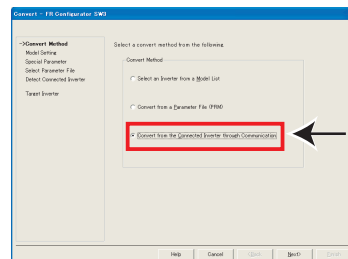 Convert - FR Configurator SW3
->Convert Method
Model Setting
Special Parameter
Select Parameter File
Detect Connected Inverter
Target Inverter
Select a convert method from the following.
Convert Method
Select an Inverter from a Model List
Convert from a Parameter File (PRM)
Convert from the Connected Inverter through Communication
Help
Cancel
<Back
Next>
Finish